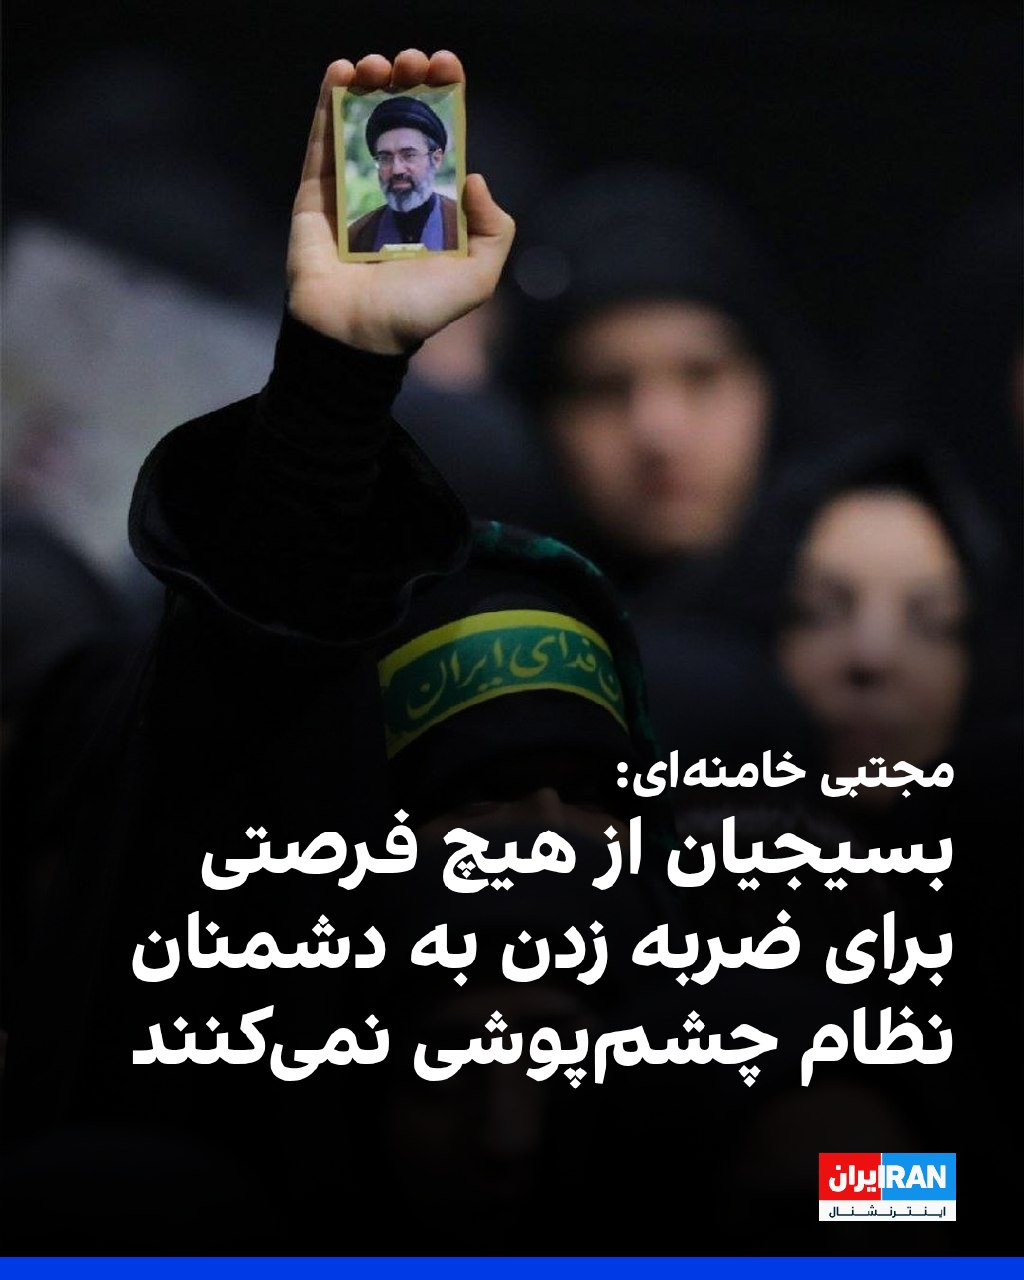 ن فدای ایران
مجتبی خامنه‌ای:
بسیجیان از هیچ فرصتی
برای ضربه زدن به دشمنان
نظام چشم‌پوشی نمی‌کنند
ایران IRAN
اینترنشنال